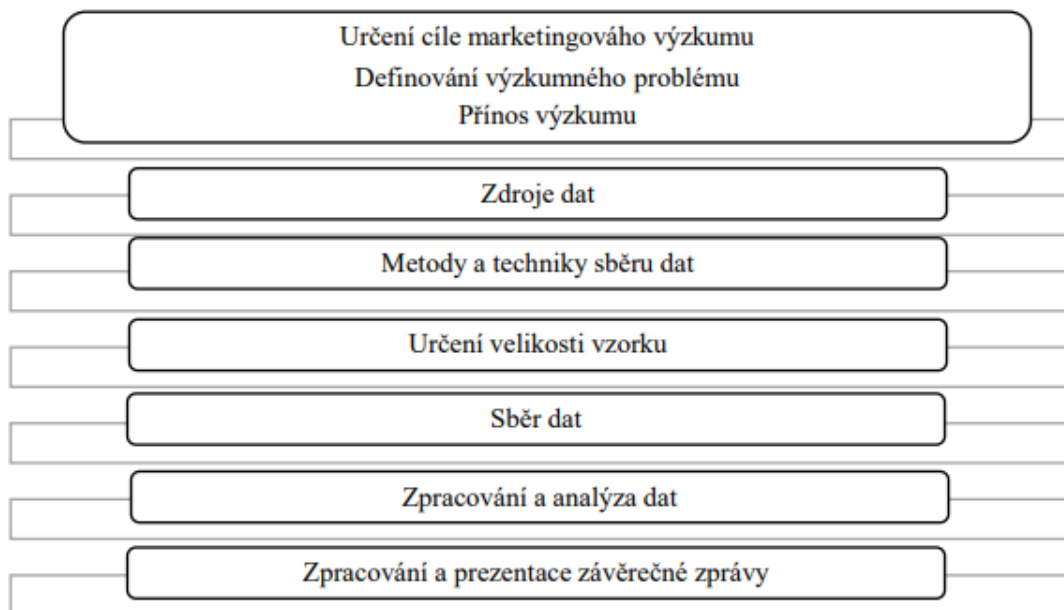 Určení cíle marketingováho výzkumu
Definování výzkumného problému
Přínos výzkumu
Zdroje dat
Metody a techniky sběru dat
Určení velikosti vzorku
Sběr dat
Zpracování a analýza dat
Zpracování a prezentace závěrečné zprávy